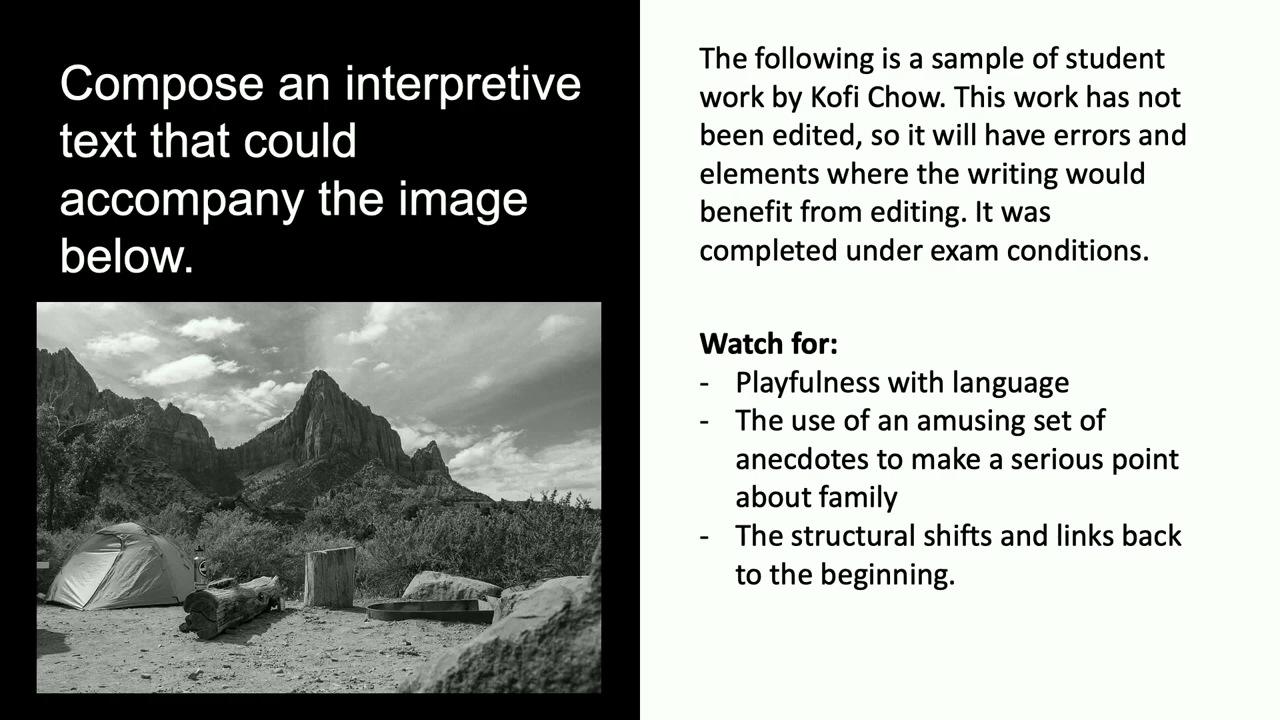 Compose an interpretive
text that could
accompany the image
below.
The following is a sample of student
work by Kofi Chow. This work has not
been edited, so it will have errors and
elements where the writing would
benefit from editing. It was
completed under exam conditions.
Watch for:
- Playfulness with language
- The use of an amusing set of
anecdotes to make a serious point
about family
- The structural shifts and links back
to the beginning.